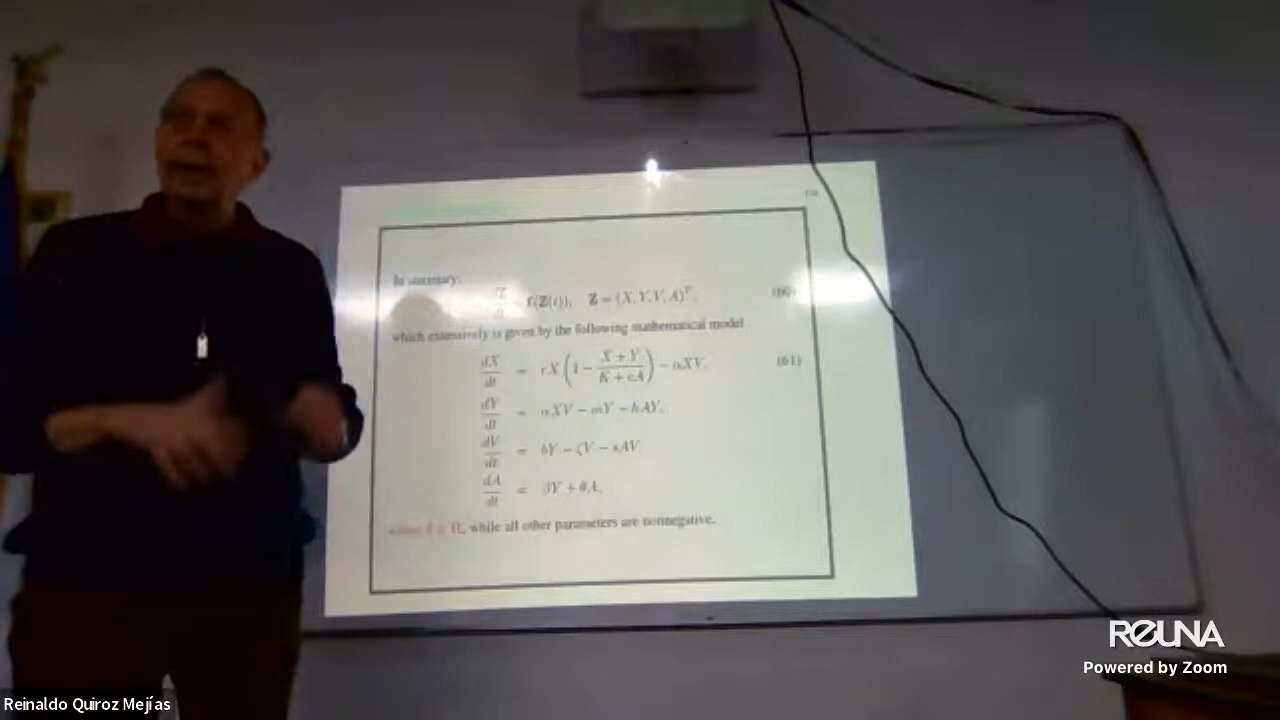 In summary:
= f(Z(t)), Z = (X, Y, V, A)^T, (60)
which extensively is given by the following mathematical model
dX/dt = rX (1 − (X + Y)/(K + cA)) − αXV, (61)
dY/dt = αXV − mY − hAY,
dV/dt = bY − ζV − sAV
dA/dt = βY + θA,
while all other parameters are nonnegative.
REUNA
Powered by Zoom
Reinaldo Quiroz Mejías